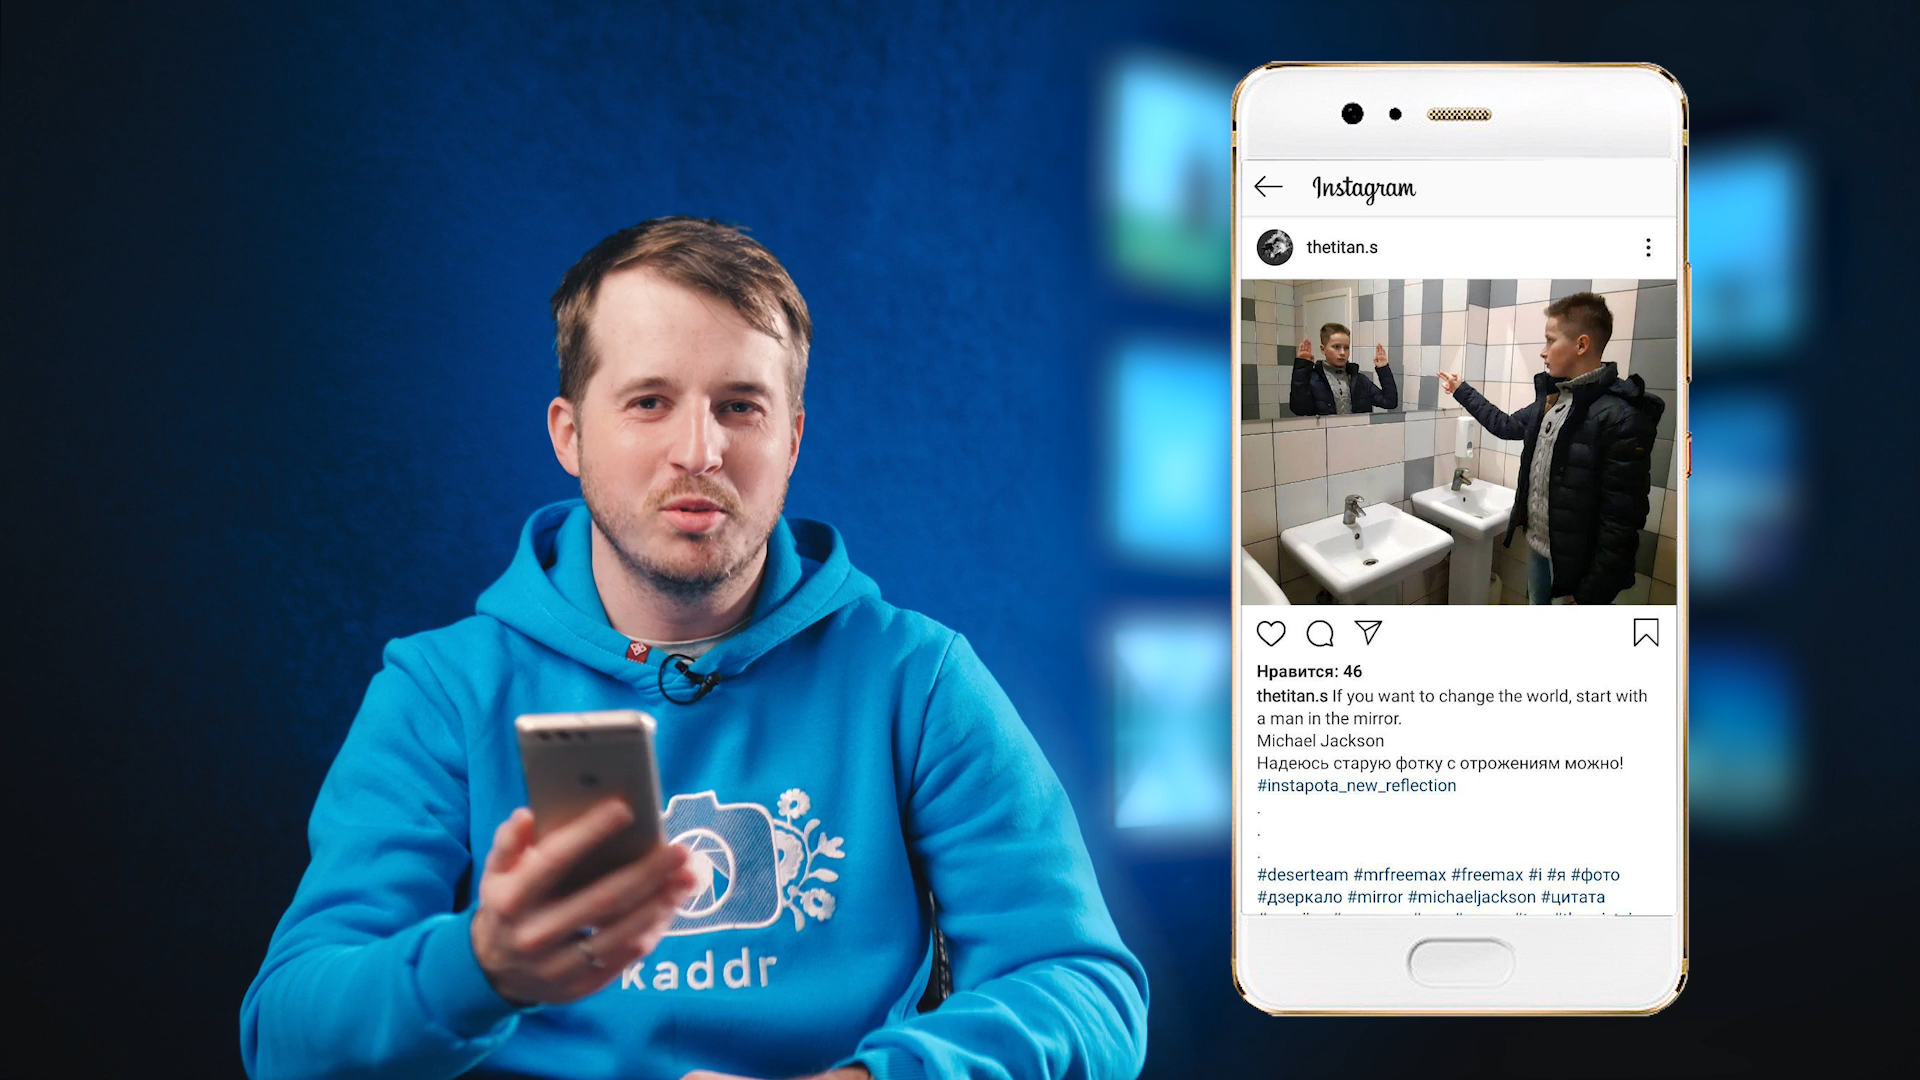 Instagram
thetitan.s
Нравится: 46
thetitan.s If you want to change the world, start with
a man in the mirror.
Michael Jackson
Надеюсь старую фотку с отрожениям можно!
#instapota_new_reflection
.
.
.
#deserteam #mrfreemax #freemax #i #я #фото
#дзеркало #mirror #michaeljackson #цитата
kaddr